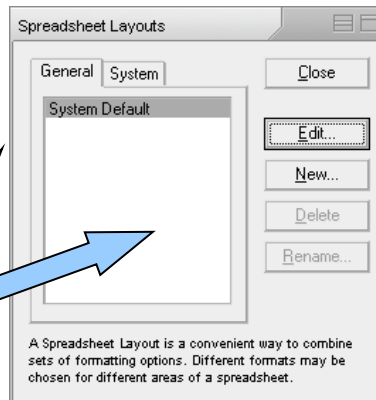 Spreadsheet Layouts
General System
Close
System Default
Edit...
New...
Delete
Rename...
A Spreadsheet Layout is a convenient way to combine
sets of formatting options. Different formats may be
chosen for different areas of a spreadsheet.